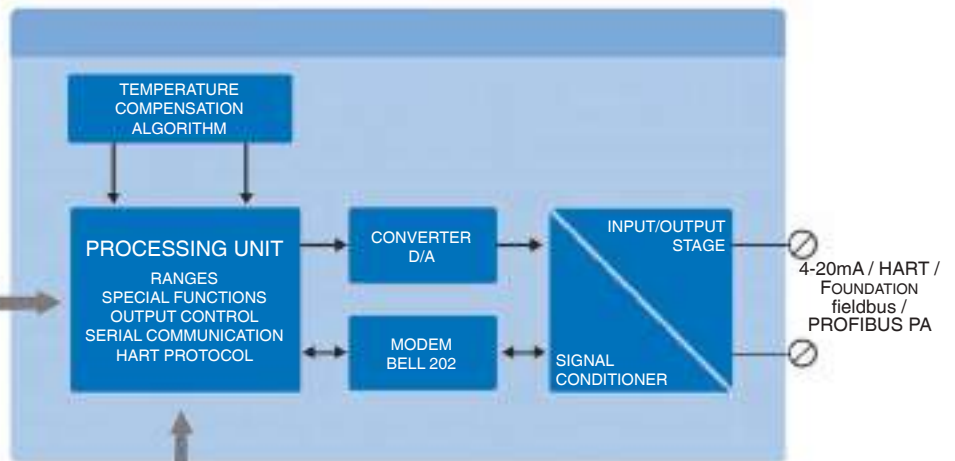 TEMPERATURE
COMPENSATION
ALGORITHM
PROCESSING UNIT
RANGES
SPECIAL FUNCTIONS
OUTPUT CONTROL
SERIAL COMMUNICATION
HART PROTOCOL
CONVERTER
D/A
MODEM
BELL 202
INPUT/OUTPUT
STAGE
SIGNAL
CONDITIONER
4-20mA / HART /
FOUNDATION
fieldbus /
PROFIBUS PA